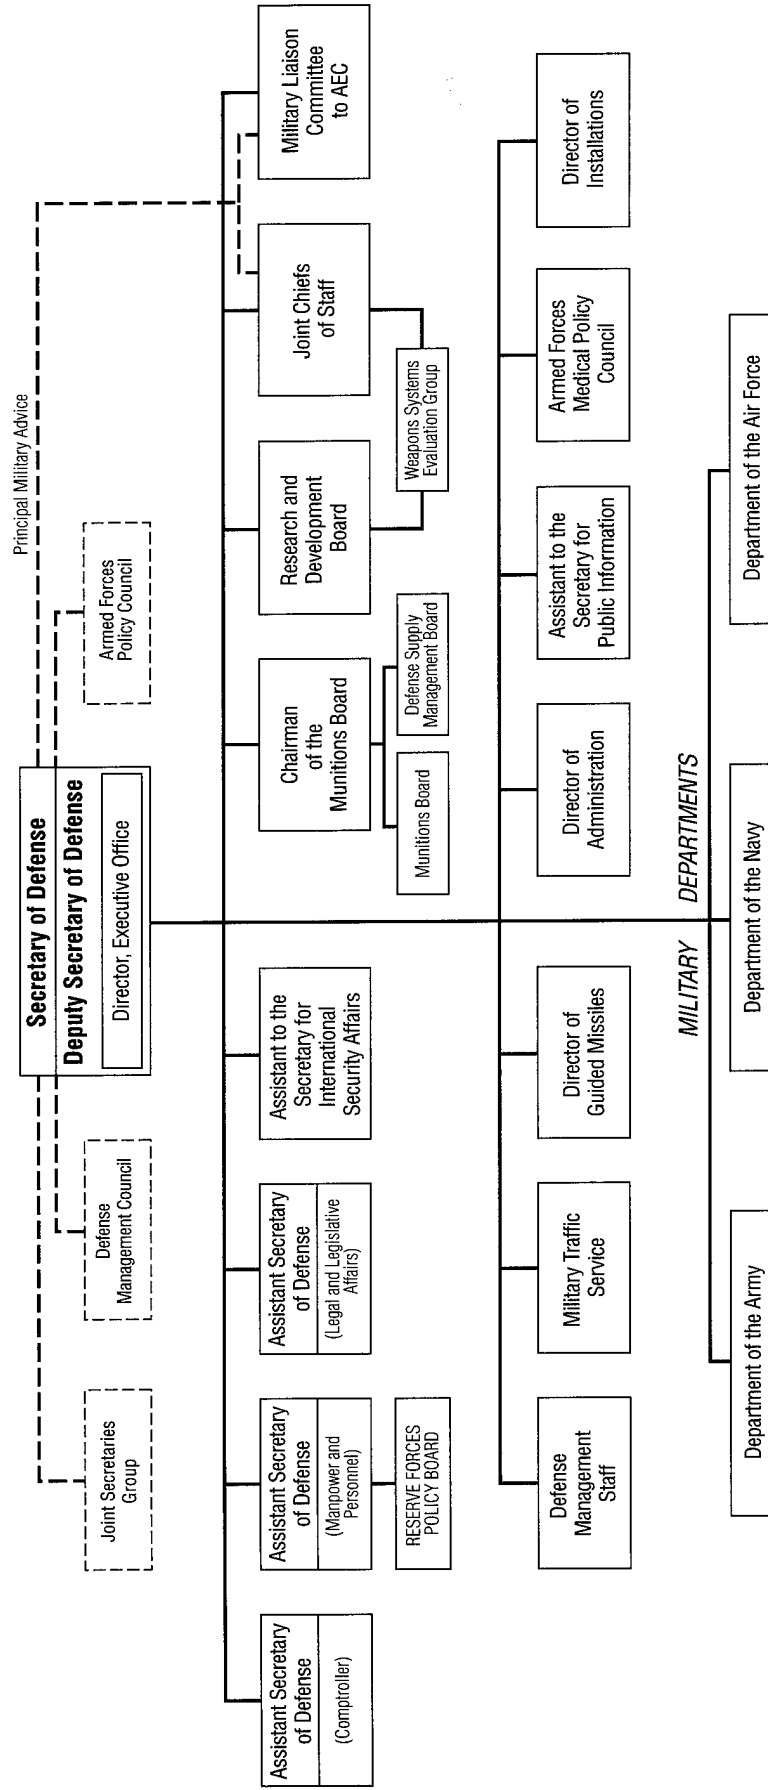 Principal Military Advice
Secretary of Defense
Deputy Secretary of Defense
Director, Executive Office
Joint Secretaries
Group
Defense
Management Council
Armed Forces
Policy Council
Assistant Secretary
of Defense
(Comptroller)
Assistant Secretary
of Defense
(Manpower and
Personnel)
RESERVE FORCES
POLICY BOARD
Assistant Secretary
of Defense
(Legal and Legislative
Affairs)
Assistant to the
Secretary for
International
Security Affairs
Chairman
of the
Munitions Board
Munitions Board
Defense Supply
Management Board
Research and
Development
Board
Weapons Systems
Evaluation Group
Joint Chiefs
of Staff
Military Liaison
Committee
to AEC
Defense
Management
Staff
Military Traffic
Service
Director of
Guided Missiles
Director of
Administration
Assistant to the
Secretary for
Public Information
Armed Forces
Medical Policy
Council
Director of
Installations
MILITARY DEPARTMENTS
Department of the Army
Department of the Navy
Department of the Air Force